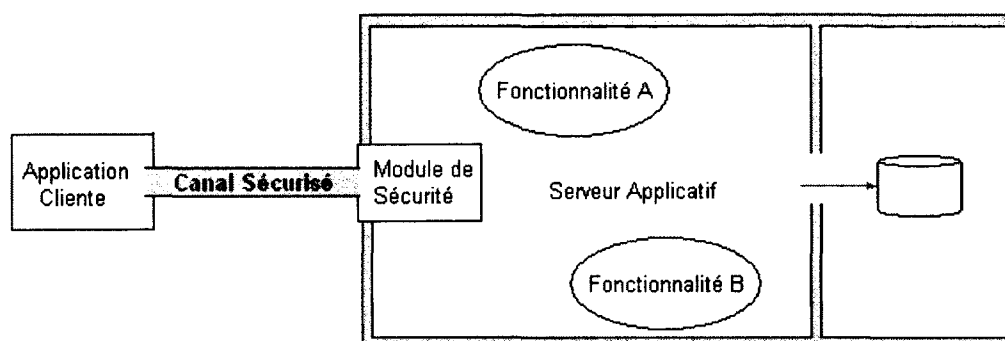 Fonctionnalité A
Application
Cliente
Canal Sécurisé
Module de
Sécurité
Serveur Applicatif
Fonctionnalité B